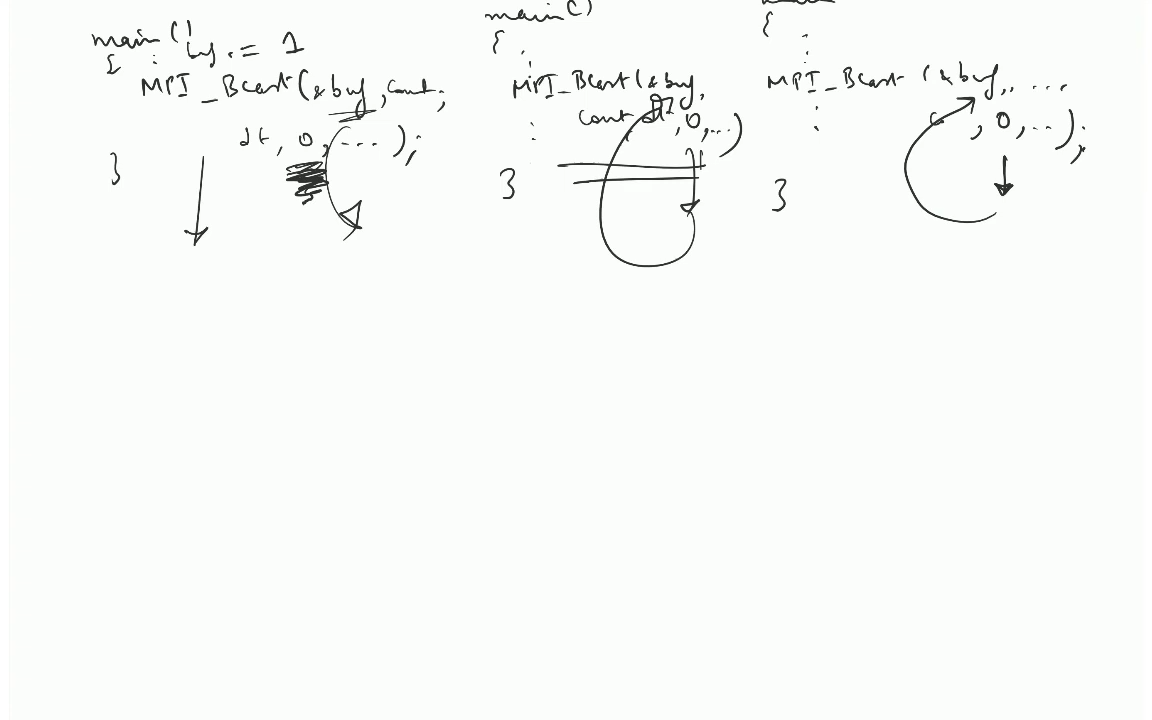 main()
{ buf = 1
MPI_Bcast(&buf, count,
dt, 0, ...);
}
main()
{
MPI_Bcast(&buf,
count, dt, 0, ...)
}
{
MPI_Bcast (&buf, ....
c , 0, ...);
}